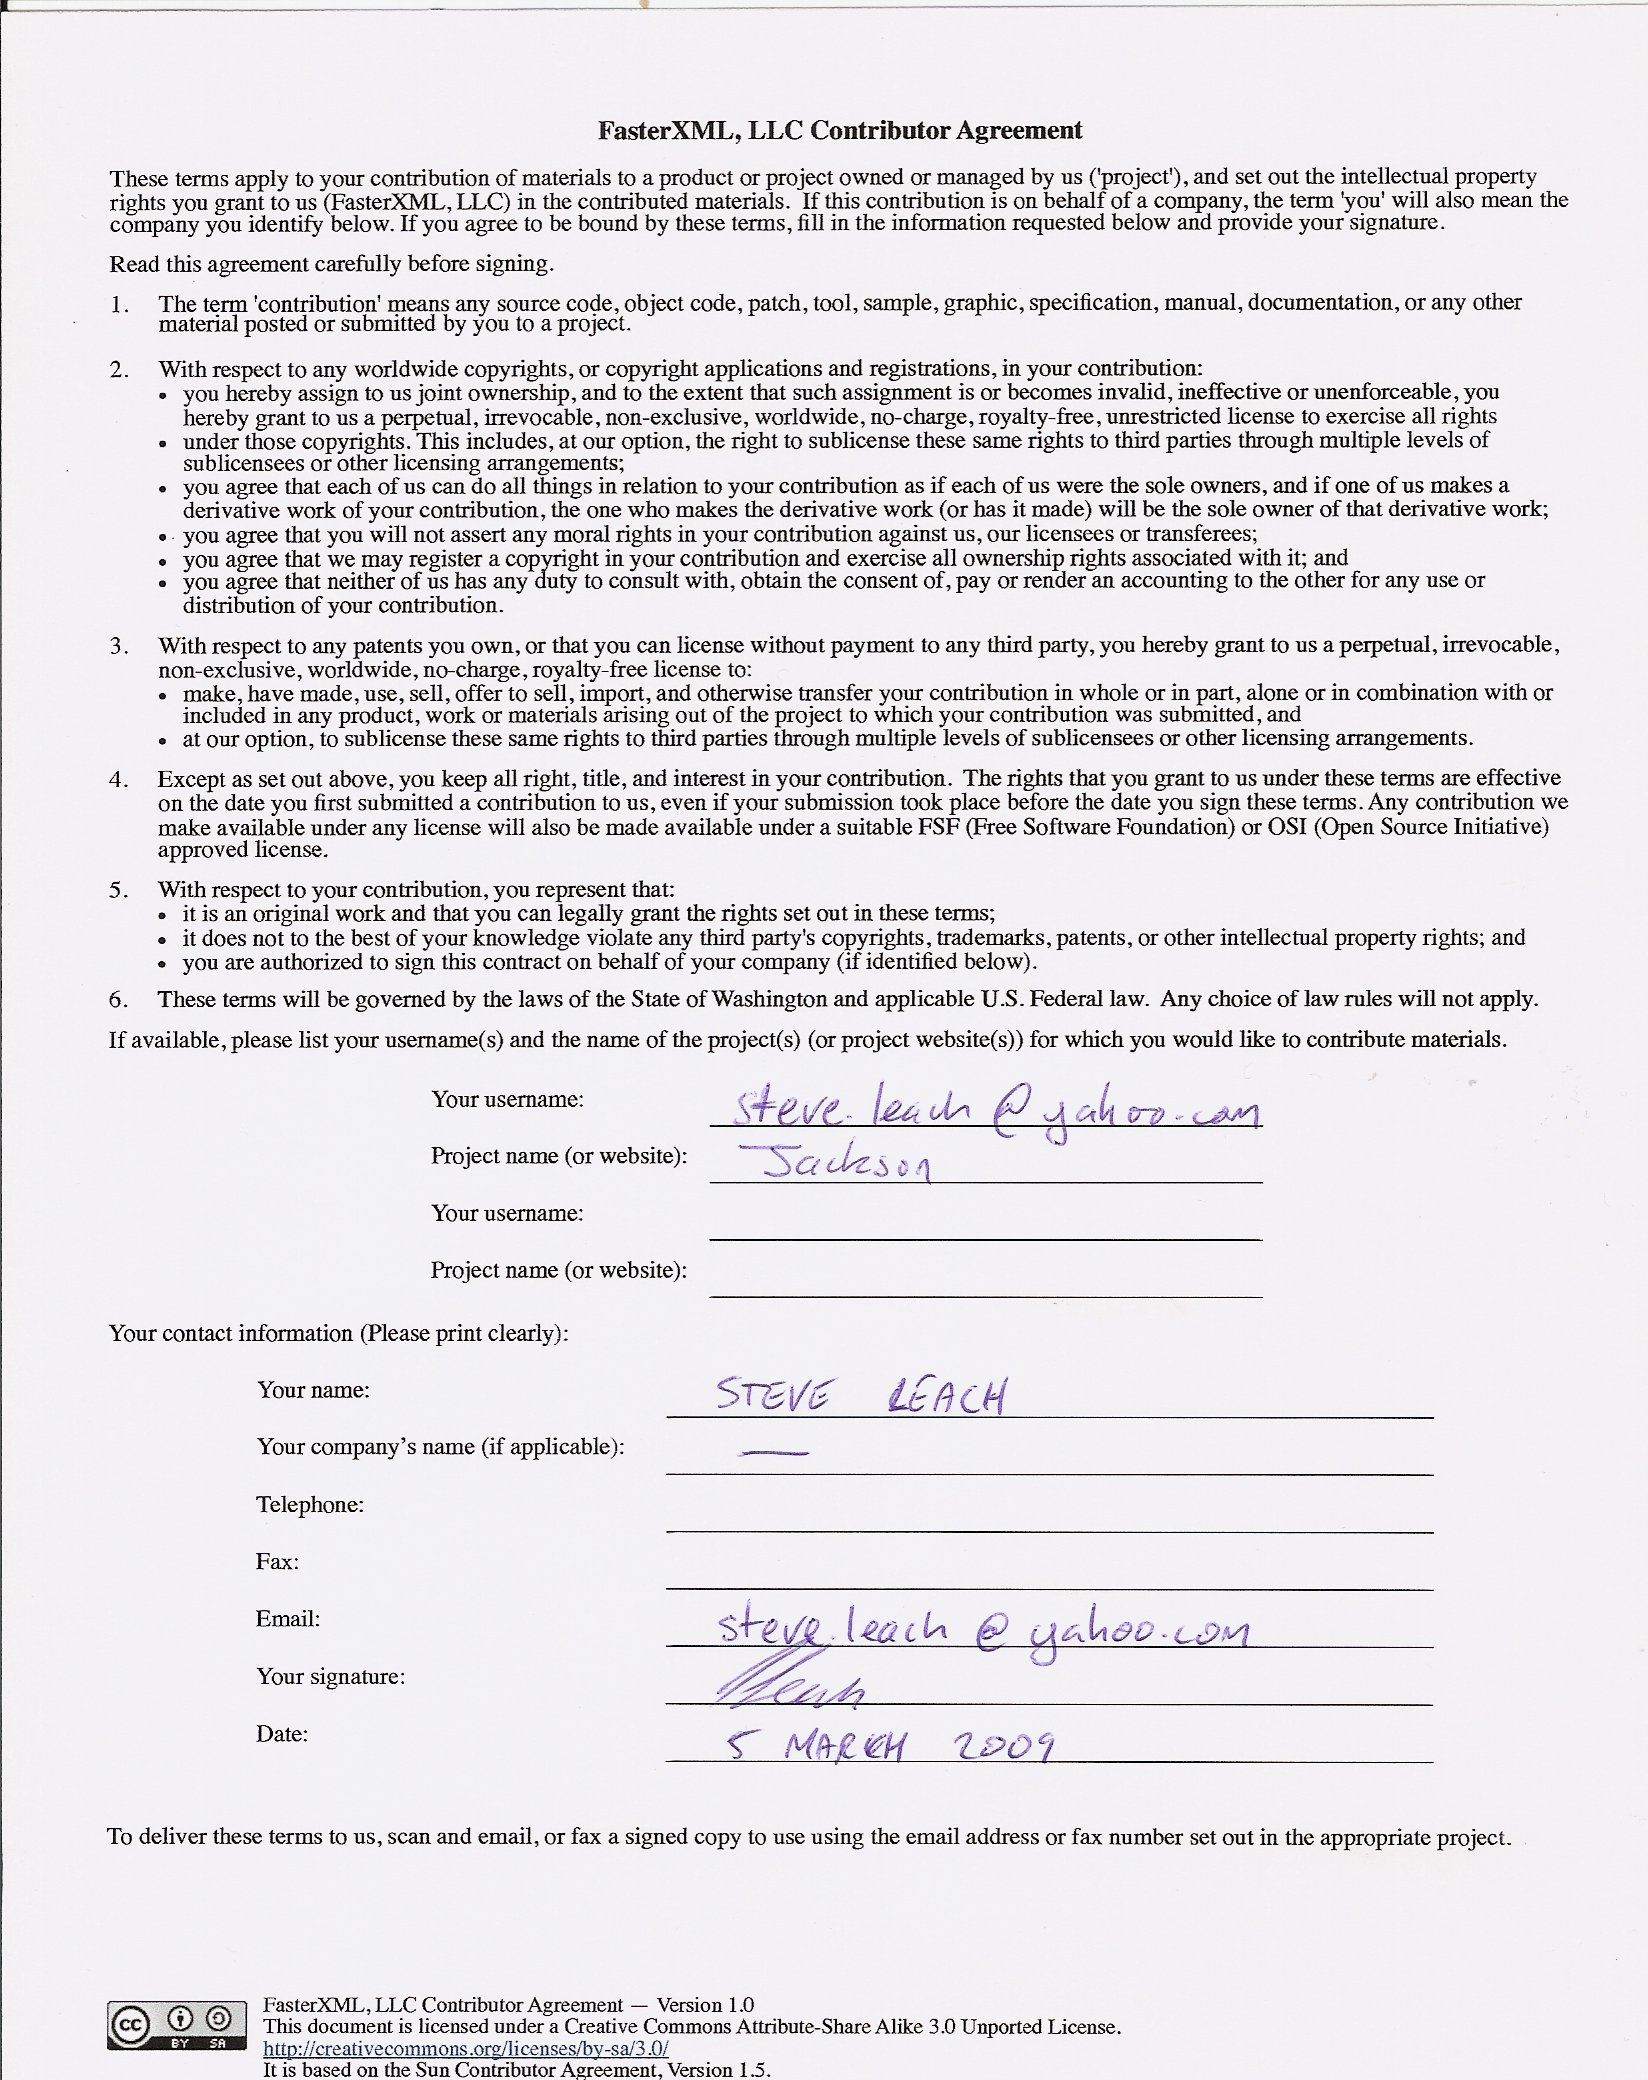 FasterXML, LLC Contributor Agreement
These terms apply to your contribution of materials to a product or project owned or managed by us ('project'), and set out the intellectual property
rights you grant to us (FasterXML, LLC) in the contributed materials.  If this contribution is on behalf of a company, the term 'you' will also mean the
company you identify below. If you agree to be bound by these terms, fill in the information requested below and provide your signature.
Read this agreement carefully before signing.
1. The term 'contribution' means any source code, object code, patch, tool, sample, graphic, specification, manual, documentation, or any other
material posted or submitted by you to a project.
2. With respect to any worldwide copyrights, or copyright applications and registrations, in your contribution:
• you hereby assign to us joint ownership, and to the extent that such assignment is or becomes invalid, ineffective or unenforceable, you
hereby grant to us a perpetual, irrevocable, non-exclusive, worldwide, no-charge, royalty-free, unrestricted license to exercise all rights
• under those copyrights. This includes, at our option, the right to sublicense these same rights to third parties through multiple levels of
sublicensees or other licensing arrangements;
• you agree that each of us can do all things in relation to your contribution as if each of us were the sole owners, and if one of us makes a
derivative work of your contribution, the one who makes the derivative work (or has it made) will be the sole owner of that derivative work;
• you agree that you will not assert any moral rights in your contribution against us, our licensees or transferees;
• you agree that we may register a copyright in your contribution and exercise all ownership rights associated with it; and
• you agree that neither of us has any duty to consult with, obtain the consent of, pay or render an accounting to the other for any use or
distribution of your contribution.
3. With respect to any patents you own, or that you can license without payment to any third party, you hereby grant to us a perpetual, irrevocable,
non-exclusive, worldwide, no-charge, royalty-free license to:
• make, have made, use, sell, offer to sell, import, and otherwise transfer your contribution in whole or in part, alone or in combination with or
included in any product, work or materials arising out of the project to which your contribution was submitted, and
• at our option, to sublicense these same rights to third parties through multiple levels of sublicensees or other licensing arrangements.
4. Except as set out above, you keep all right, title, and interest in your contribution.  The rights that you grant to us under these terms are effective
on the date you first submitted a contribution to us, even if your submission took place before the date you sign these terms. Any contribution we
make available under any license will also be made available under a suitable FSF (Free Software Foundation) or OSI (Open Source Initiative)
approved license.
5. With respect to your contribution, you represent that:
• it is an original work and that you can legally grant the rights set out in these terms;
• it does not to the best of your knowledge violate any third party's copyrights, trademarks, patents, or other intellectual property rights; and
• you are authorized to sign this contract on behalf of your company (if identified below).
6. These terms will be governed by the laws of the State of Washington and applicable U.S. Federal law.  Any choice of law rules will not apply.
If available, please list your username(s) and the name of the project(s) (or project website(s)) for which you would like to contribute materials.
Your username: steve.leach@yahoo.com
Project name (or website): Jackson
Your username:
Project name (or website):
Your contact information (Please print clearly):
Your name: STEVE LEACH
Your company's name (if applicable): —
Telephone:
Fax:
Email: steve.leach@yahoo.com
Your signature: Leach
Date: 5 MARCH 2009
To deliver these terms to us, scan and email, or fax a signed copy to use using the email address or fax number set out in the appropriate project.
cc BY SA
FasterXML, LLC Contributor Agreement — Version 1.0
This document is licensed under a Creative Commons Attribute-Share Alike 3.0 Unported License.
http://creativecommons.org/licenses/by-sa/3.0/
It is based on the Sun Contributor Agreement, Version 1.5.